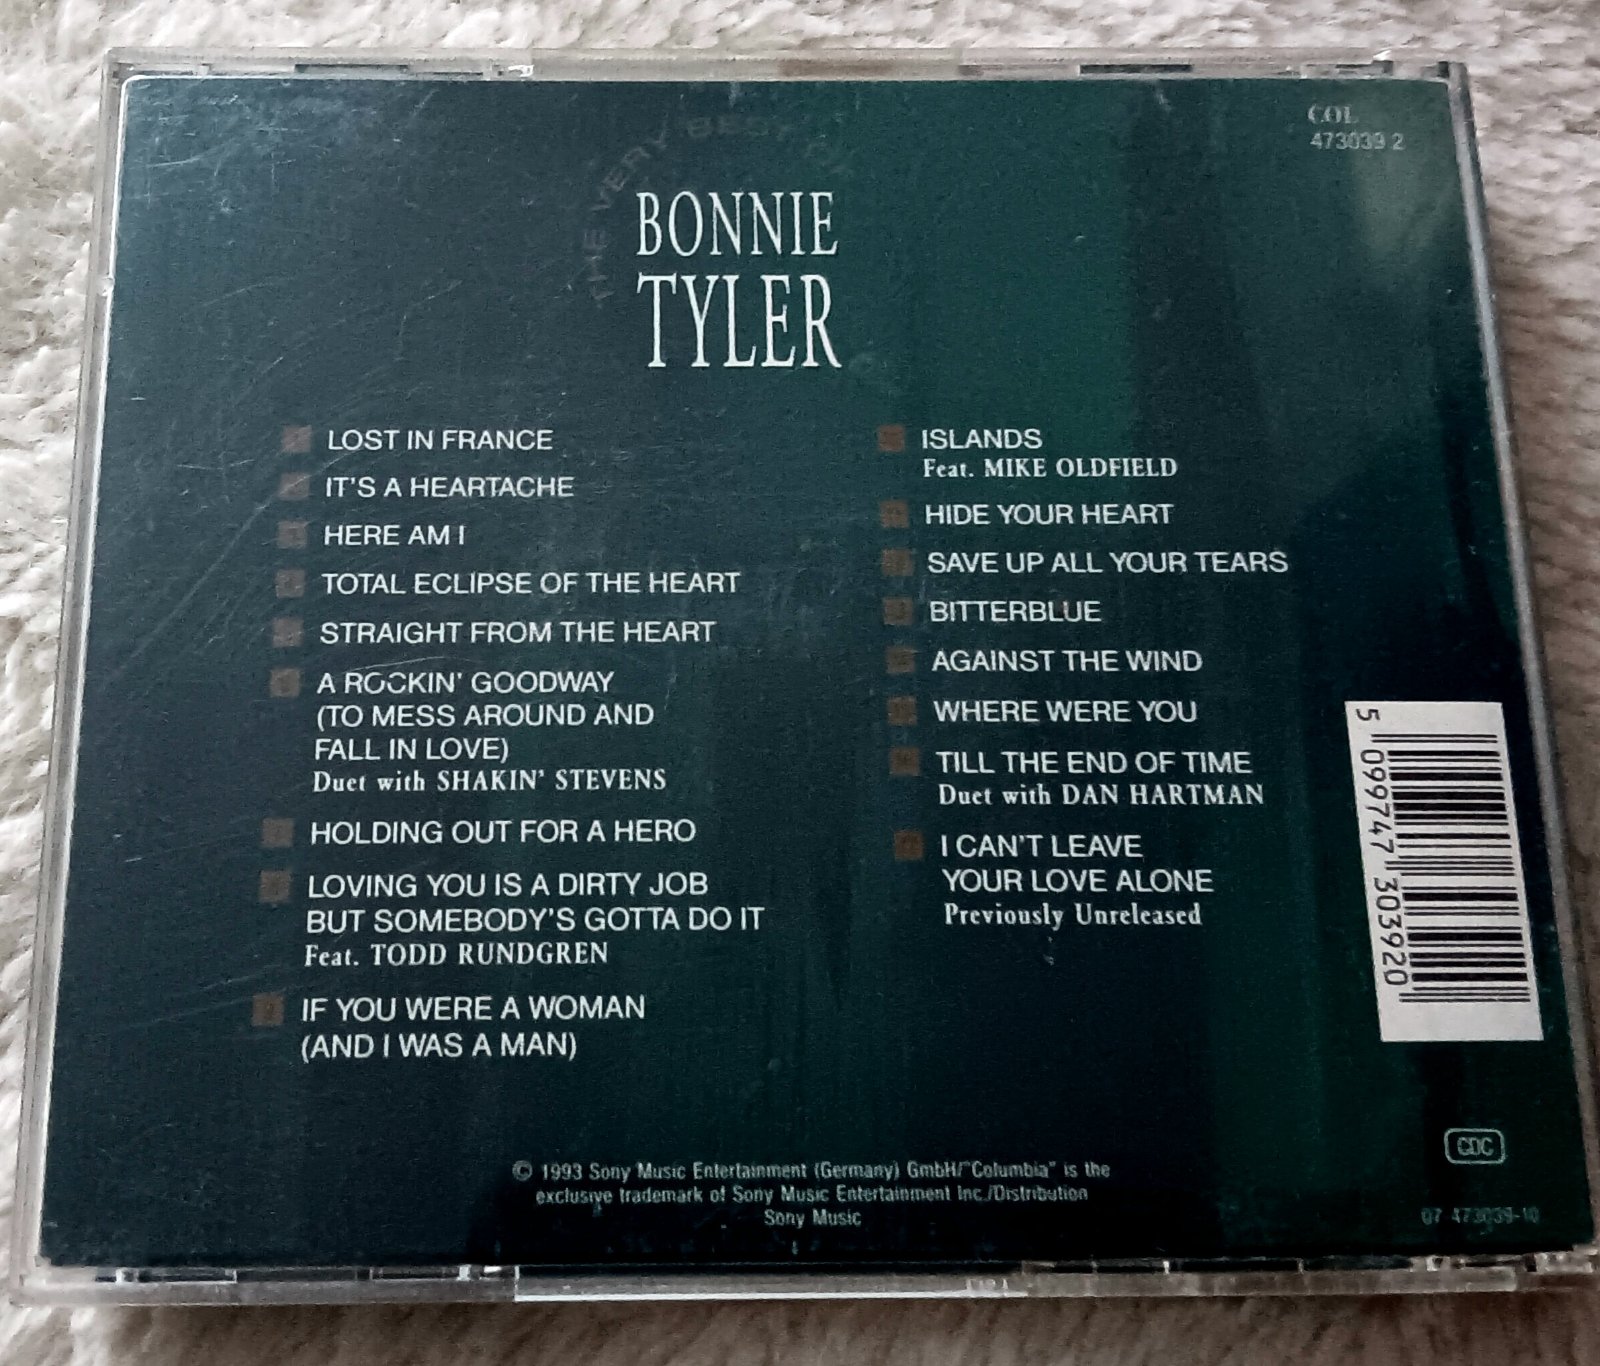 COL
473039 2
THE VERY BEST OF
BONNIE
TYLER
LOST IN FRANCE
IT'S A HEARTACHE
HERE AM I
TOTAL ECLIPSE OF THE HEART
STRAIGHT FROM THE HEART
A ROCKIN' GOODWAY
(TO MESS AROUND AND
FALL IN LOVE)
Duet with SHAKIN' STEVENS
HOLDING OUT FOR A HERO
LOVING YOU IS A DIRTY JOB
BUT SOMEBODY'S GOTTA DO IT
Feat. TODD RUNDGREN
IF YOU WERE A WOMAN
(AND I WAS A MAN)
ISLANDS
Feat. MIKE OLDFIELD
HIDE YOUR HEART
SAVE UP ALL YOUR TEARS
BITTERBLUE
AGAINST THE WIND
WHERE WERE YOU
TILL THE END OF TIME
Duet with DAN HARTMAN
I CAN'T LEAVE
YOUR LOVE ALONE
Previously Unreleased
5 099747 303920
CDC
© 1993 Sony Music Entertainment (Germany) GmbH/"Columbia" is the
exclusive trademark of Sony Music Entertainment Inc./Distribution
Sony Music
07 473039-10